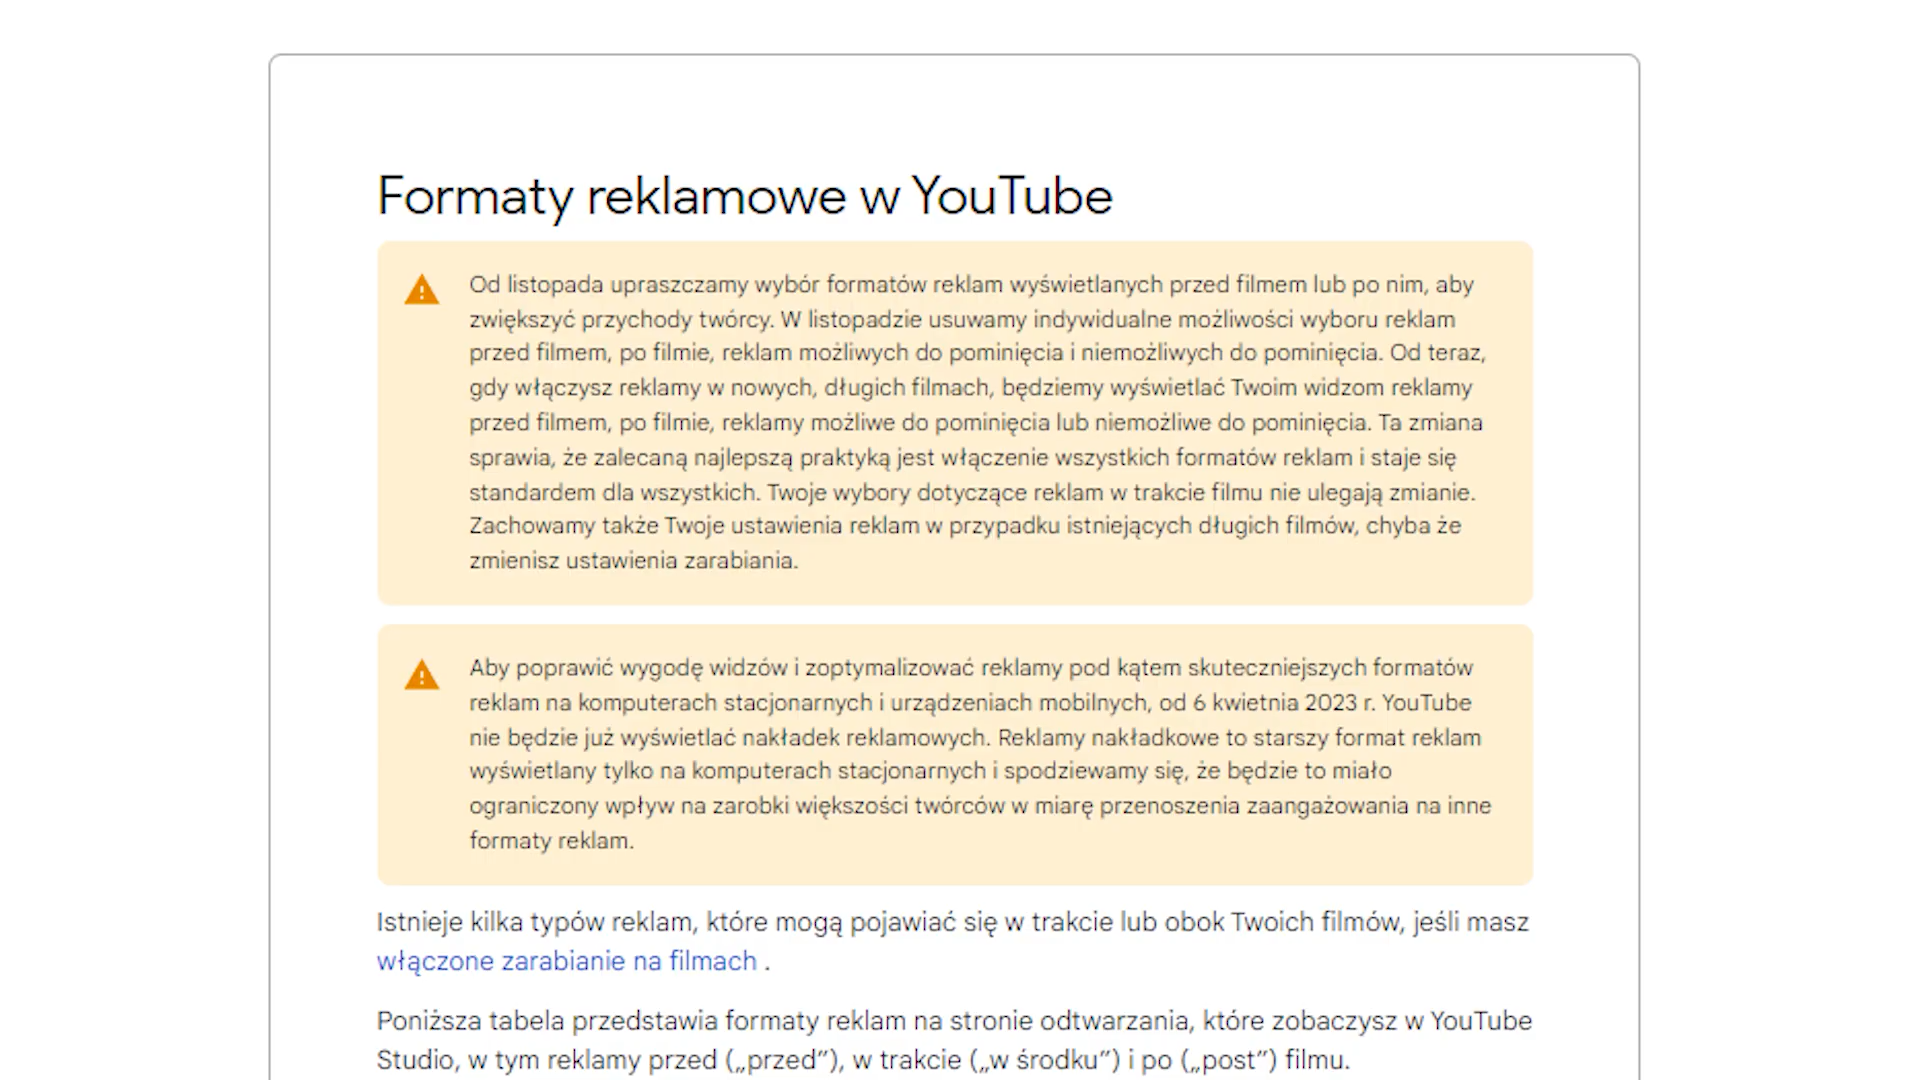 Formaty reklamowe w YouTube
Od listopada upraszczamy wybór formatów reklam wyświetlanych przed filmem lub po nim, aby
zwiększyć przychody twórcy. W listopadzie usuwamy indywidualne możliwości wyboru reklam
przed filmem, po filmie, reklam możliwych do pominięcia i niemożliwych do pominięcia. Od teraz,
gdy włączysz reklamy w nowych, długich filmach, będziemy wyświetlać Twoim widzom reklamy
przed filmem, po filmie, reklamy możliwe do pominięcia lub niemożliwe do pominięcia. Ta zmiana
sprawia, że zalecaną najlepszą praktyką jest włączenie wszystkich formatów reklam i staje się
standardem dla wszystkich. Twoje wybory dotyczące reklam w trakcie filmu nie ulegają zmianie.
Zachowamy także Twoje ustawienia reklam w przypadku istniejących długich filmów, chyba że
zmienisz ustawienia zarabiania.
Aby poprawić wygodę widzów i zoptymalizować reklamy pod kątem skuteczniejszych formatów
reklam na komputerach stacjonarnych i urządzeniach mobilnych, od 6 kwietnia 2023 r. YouTube
nie będzie już wyświetlać nakładek reklamowych. Reklamy nakładkowe to starszy format reklam
wyświetlany tylko na komputerach stacjonarnych i spodziewamy się, że będzie to miało
ograniczony wpływ na zarobki większości twórców w miarę przenoszenia zaangażowania na inne
formaty reklam.
Istnieje kilka typów reklam, które mogą pojawiać się w trakcie lub obok Twoich filmów, jeśli masz
włączone zarabianie na filmach .
Poniższa tabela przedstawia formaty reklam na stronie odtwarzania, które zobaczysz w YouTube
Studio, w tym reklamy przed („przed”), w trakcie („w środku”) i po („post”) filmu.